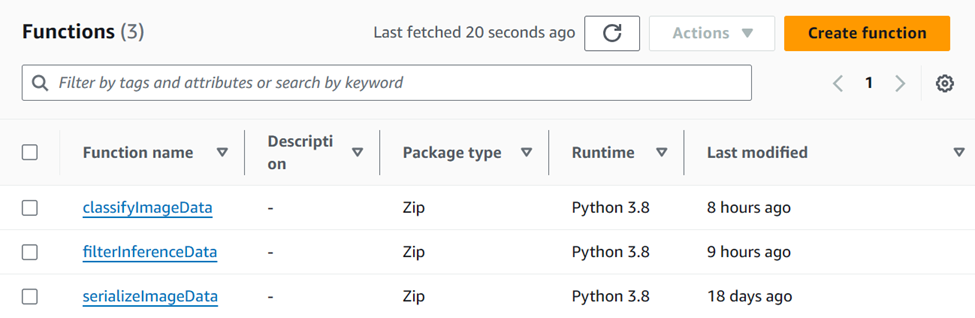 Functions (3) Last fetched 20 seconds ago Actions Create function
Filter by tags and attributes or search by keyword 1
Function name Descripti on Package type Runtime Last modified
classifyImageData - Zip Python 3.8 8 hours ago
filterInferenceData - Zip Python 3.8 9 hours ago
serializeImageData - Zip Python 3.8 18 days ago